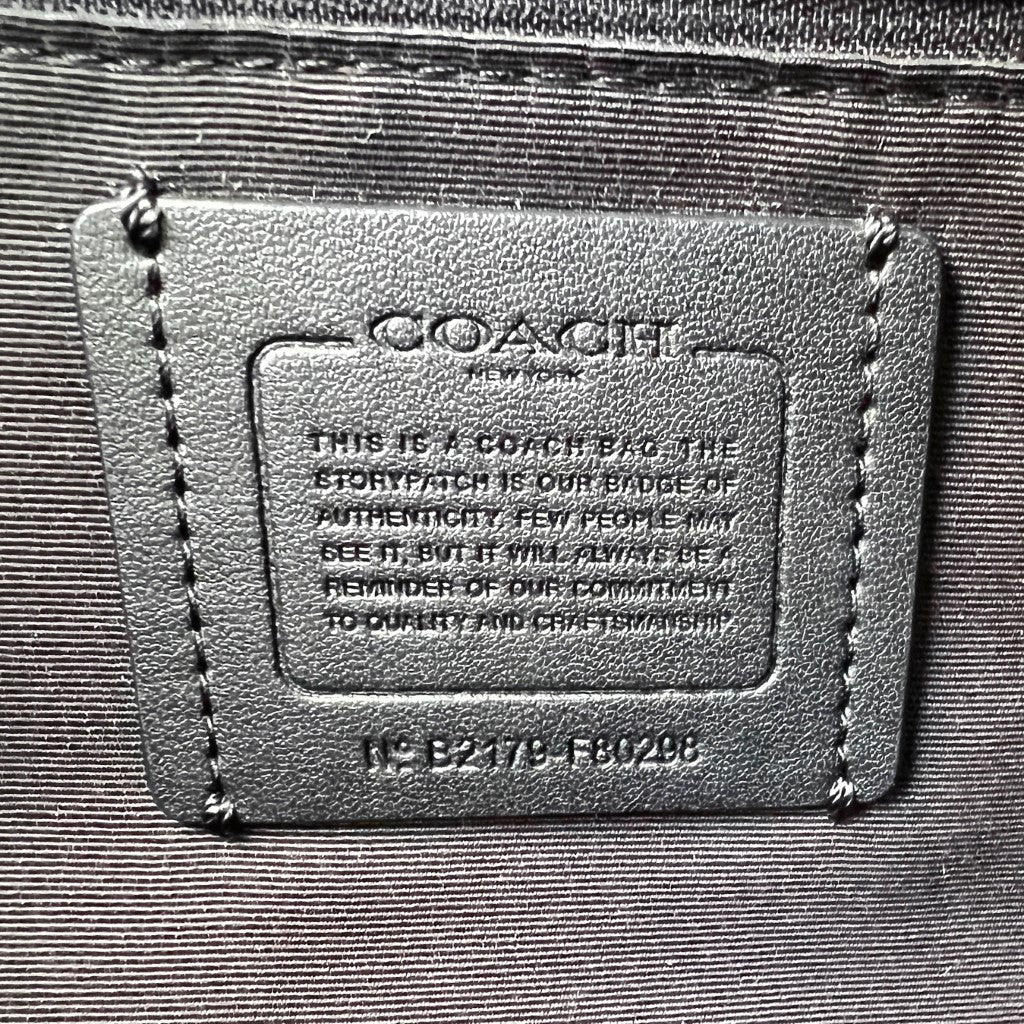 COACH
NEW YORK
THIS IS A COACH BAG. THE
STORYPATCH IS OUR BADGE OF
AUTHENTICITY. FEW PEOPLE MAY
SEE IT, BUT IT WILL ALWAYS BE A
REMINDER OF OUR COMMITMENT
TO QUALITY AND CRAFTSMANSHIP.
Nº B2179-F80298